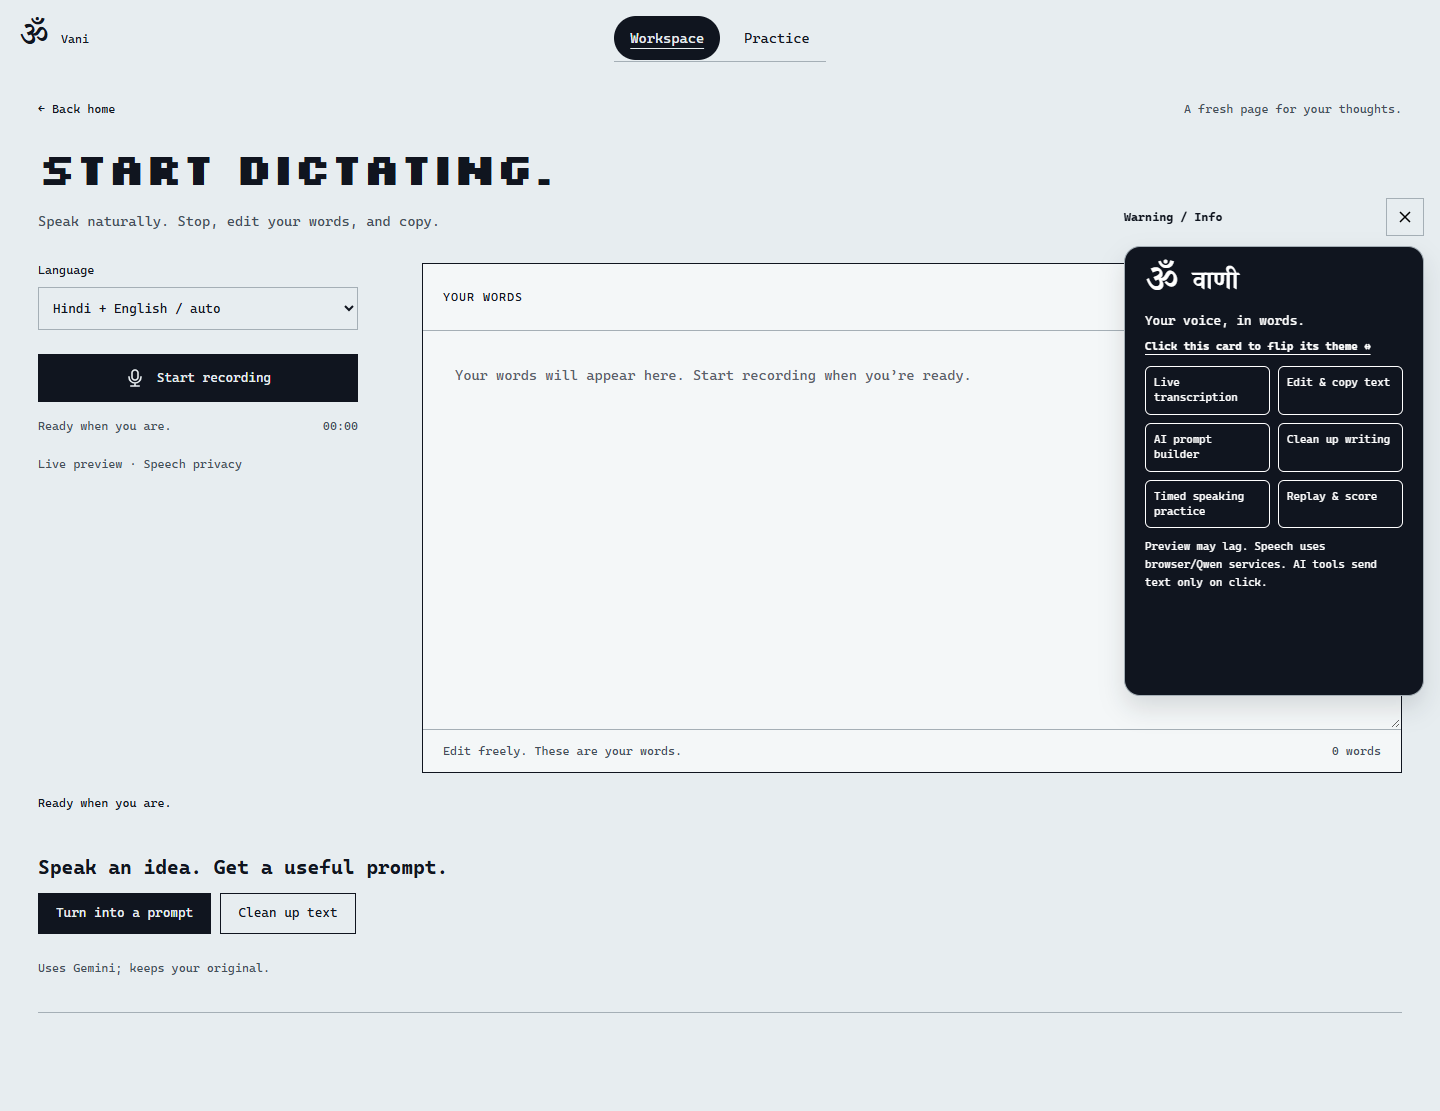 ॐ Vani
Workspace Practice
← Back home
A fresh page for your thoughts.
START DICTATING.
Speak naturally. Stop, edit your words, and copy.
Language
Hindi + English / auto
Start recording
Ready when you are. 00:00
Live preview · Speech privacy
YOUR WORDS
Your words will appear here. Start recording when you’re ready.
Edit freely. These are your words. 0 words
Warning / Info
ॐ वाणी
Your voice, in words.
Click this card to flip its theme
Live
transcription
Edit & copy text
AI prompt
builder
Clean up writing
Timed speaking
practice
Replay & score
Preview may lag. Speech uses
browser/Qwen services. AI tools send
text only on click.
Ready when you are.
Speak an idea. Get a useful prompt.
Turn into a prompt Clean up text
Uses Gemini; keeps your original.